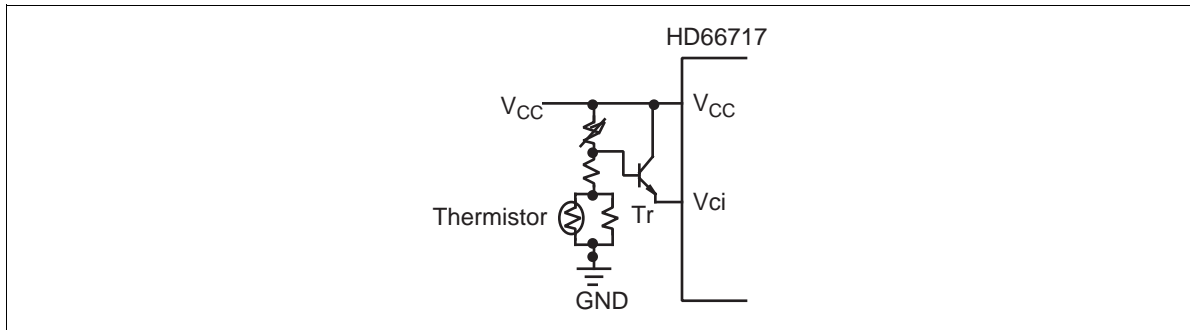 HD66717
VCC
VCC
Thermistor
Tr
Vci
GND